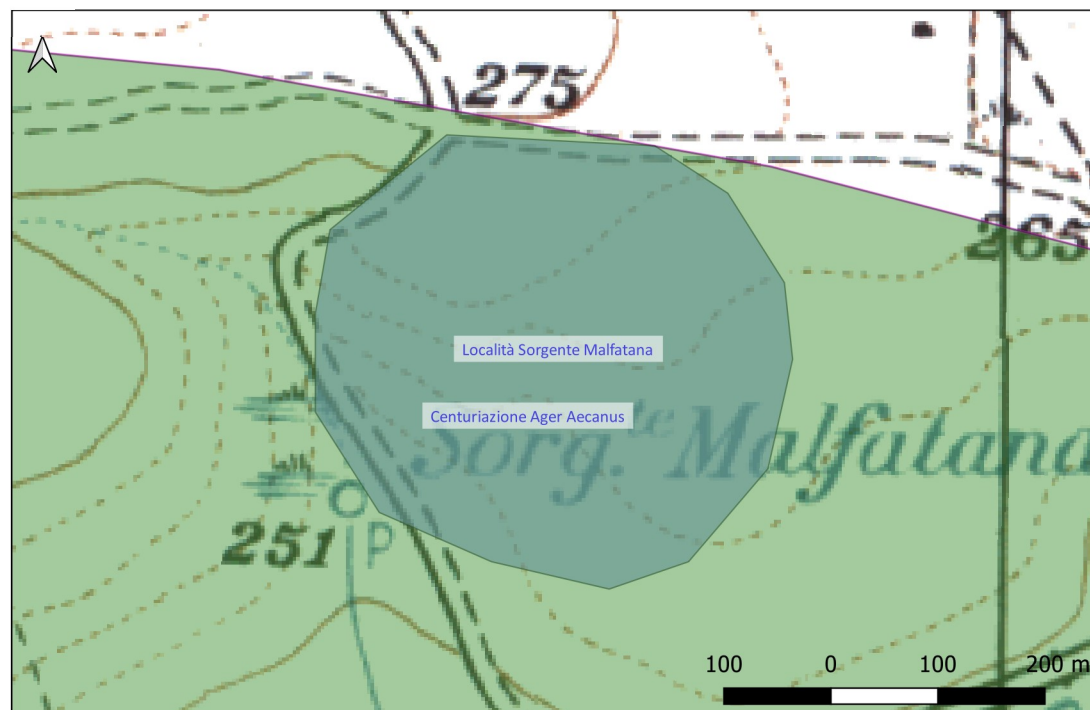 275
265
Località Sorgente Malfatana
Centuriazione Ager Aecanus
Sorg.te Malfatana
251
P
100 0 100 200 m